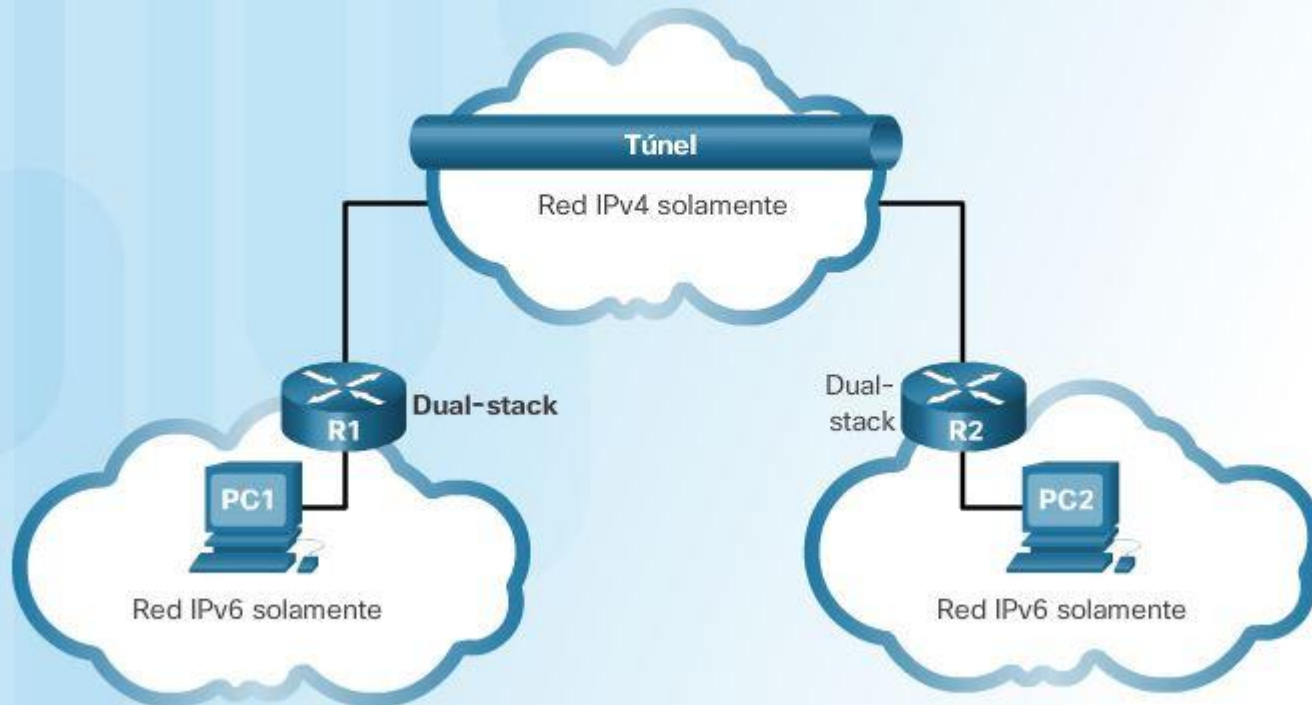 Túnel
Red IPv4 solamente
R1
Dual-stack
Dual-
stack
R2
PC1
Red IPv6 solamente
PC2
Red IPv6 solamente